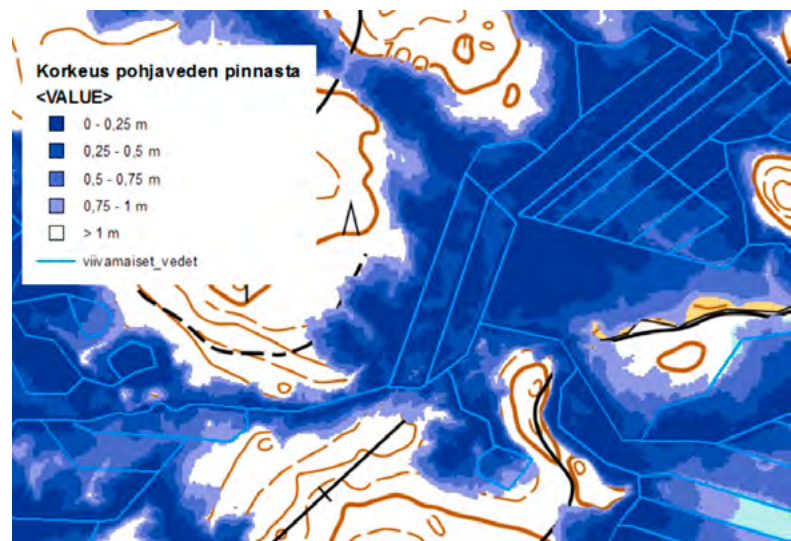 100
Korkeus pohjaveden pinnasta
<VALUE>
0 - 0,25 m
0,25 - 0,5 m
0,5 - 0,75 m
0,75 - 1 m
> 1 m
viivamaiset_vedet